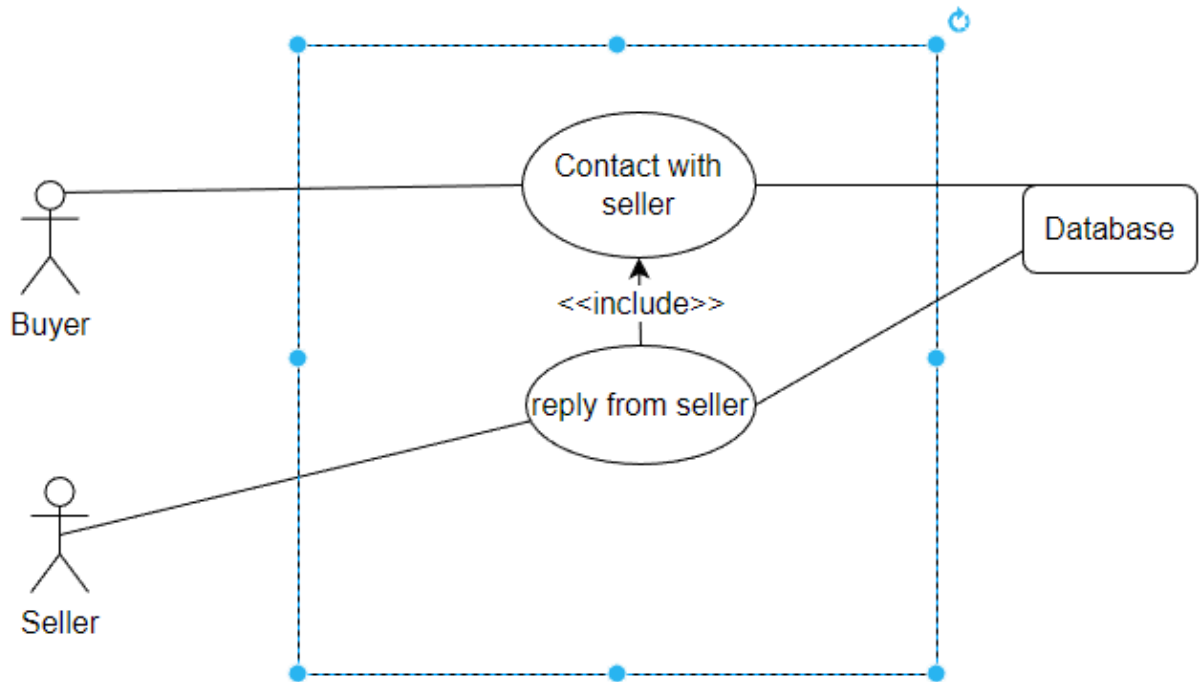 Contact with
seller
Database
<<include>>
Buyer
reply from seller
Seller